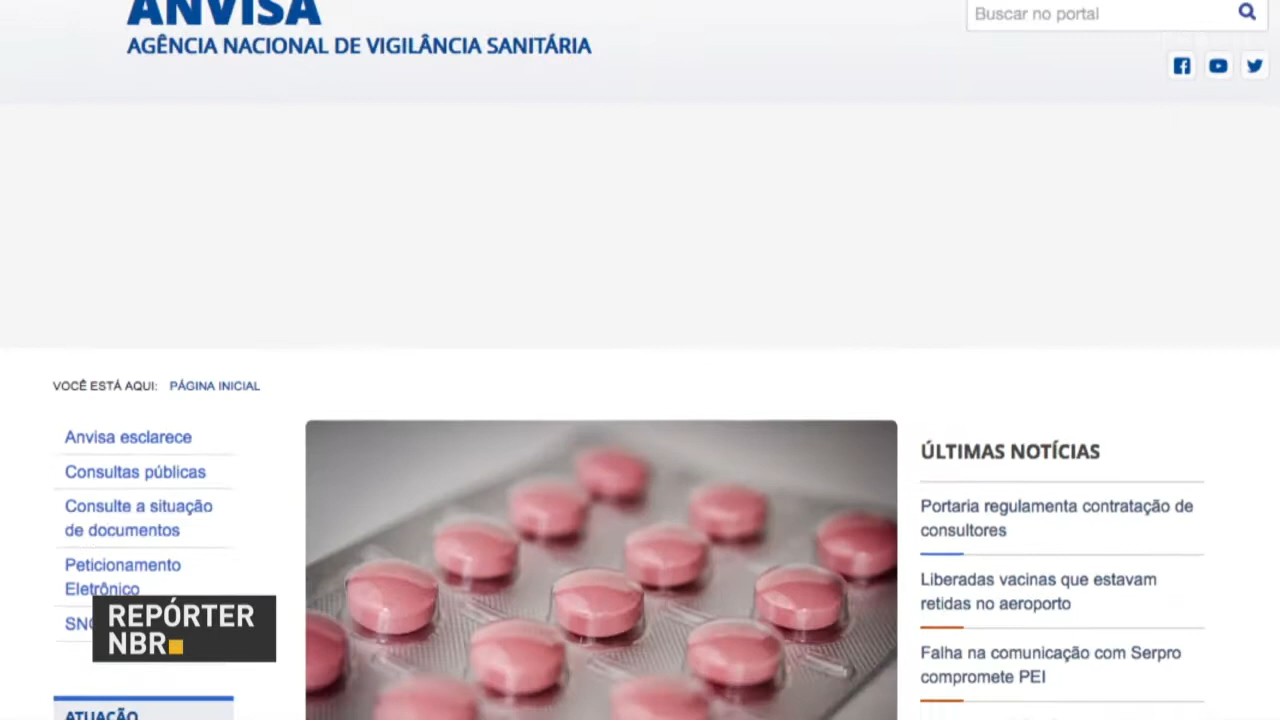 ANVISA
AGÊNCIA NACIONAL DE VIGILÂNCIA SANITÁRIA
Buscar no portal
VOCÊ ESTÁ AQUI: PÁGINA INICIAL
Anvisa esclarece
Consultas públicas
Consulte a situação
de documentos
Peticionamento
Eletrônico
REPÓRTER
NBR
ATUAÇÃO
ÚLTIMAS NOTÍCIAS
Portaria regulamenta contratação de
consultores
Liberadas vacinas que estavam
retidas no aeroporto
Falha na comunicação com Serpro
compromete PEI